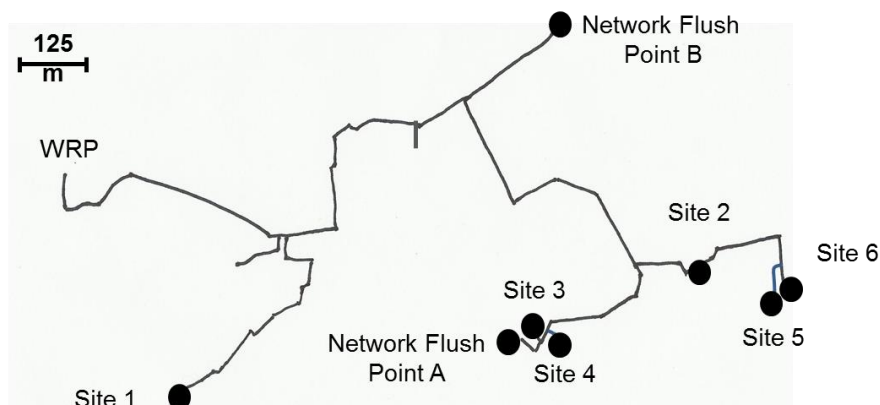 Network Flush
Point B
125
m
WRP
Site 2
Site 6
Site 3
Site 5
Network Flush
Point A
Site 4
Site 1